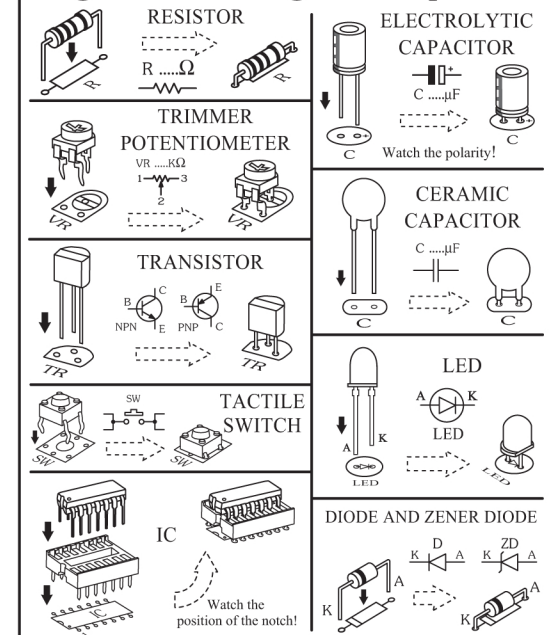 RESISTOR
R .....Ω
R
TRIMMER
POTENTIOMETER
VR .....KΩ
1 3
2
VR
VR
TRANSISTOR
B C E
NPN
B E C
PNP
TR
TR
TACTILE
SWITCH
SW
SW
SW
IC
IC
Watch the
position of the notch!
ELECTROLYTIC
CAPACITOR
+
C .....µF
+
C
C
Watch the polarity!
CERAMIC
CAPACITOR
C .....µF
C
C
LED
A K
LED
A K
LED
LED
DIODE AND ZENER DIODE
D ZD
K A K A
K A
K A